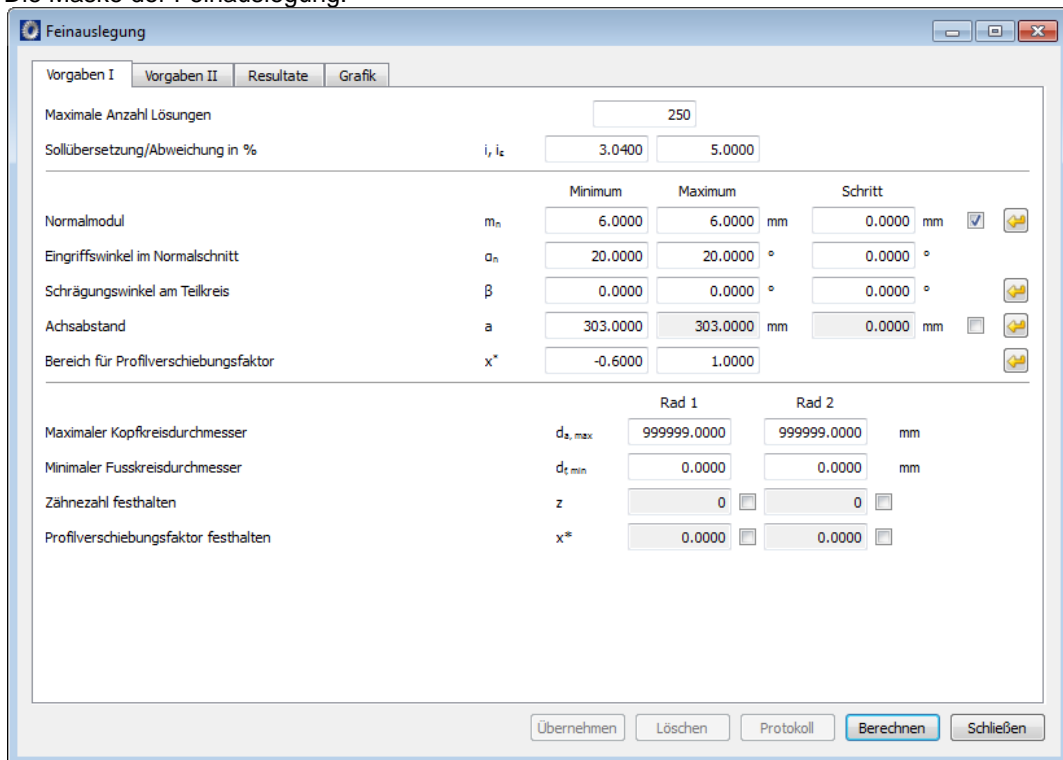 Die Maske der Feinauslegung:
Feinauslegung
Vorgaben I Vorgaben II Resultate Grafik
Maximale Anzahl Lösungen 250
Sollübersetzung/Abweichung in % i, iε 3.0400 5.0000
Minimum Maximum Schritt
Normalmodul mn 6.0000 6.0000 mm 0.0000 mm
Eingriffswinkel im Normalschnitt αn 20.0000 20.0000 ° 0.0000 °
Schrägungswinkel am Teilkreis β 0.0000 0.0000 ° 0.0000 °
Achsabstand a 303.0000 303.0000 mm 0.0000 mm
Bereich für Profilverschiebungsfaktor x* -0.6000 1.0000
Rad 1 Rad 2
Maximaler Kopfkreisdurchmesser da, max 999999.0000 999999.0000 mm
Minimaler Fusskreisdurchmesser df min 0.0000 0.0000 mm
Zähnezahl festhalten z 0 0
Profilverschiebungsfaktor festhalten x* 0.0000 0.0000
Übernehmen Löschen Protokoll Berechnen Schließen